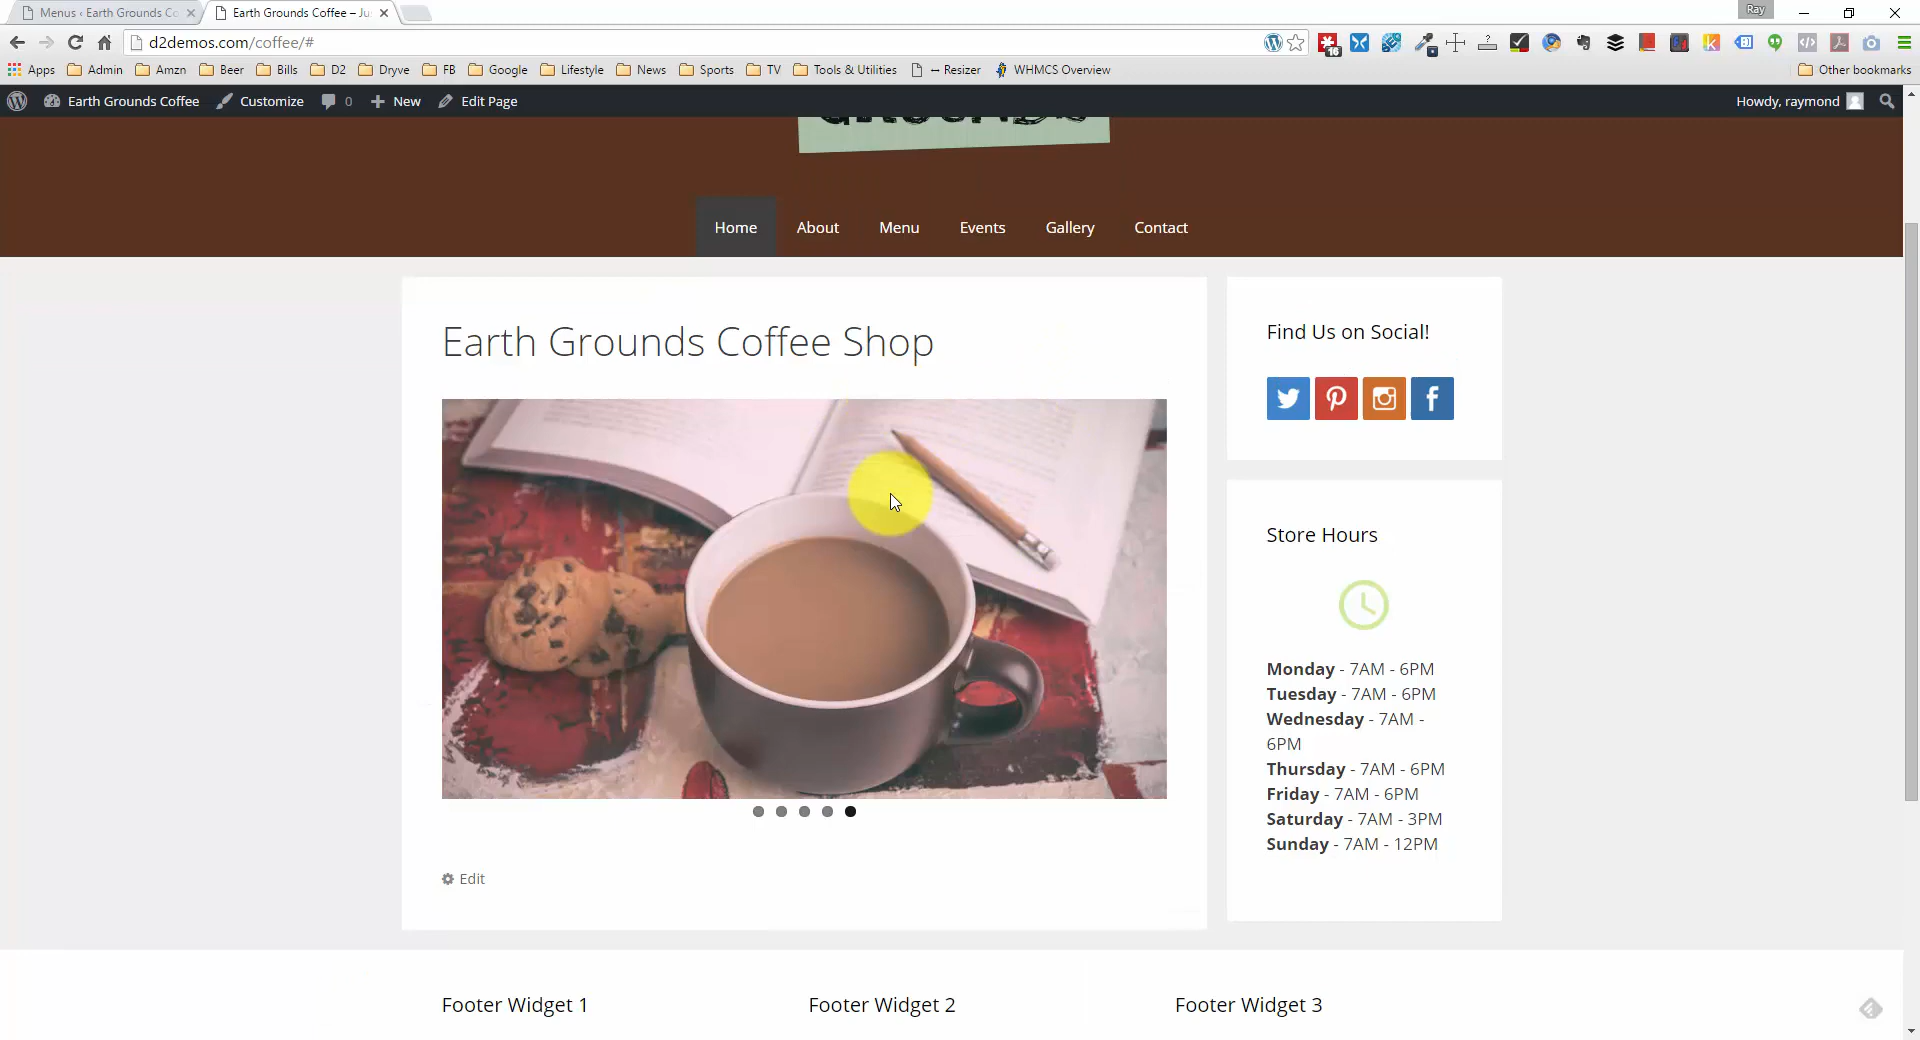 Menus ‹ Earth Grounds Co
Earth Grounds Coffee – Ju
Ray
d2demos.com/coffee/#
16
Apps Admin Amzn Beer Bills D2 Dryve FB Google Lifestyle News Sports TV Tools & Utilities ↔ Resizer WHMCS Overview Other bookmarks
Earth Grounds Coffee Customize 0 New Edit Page Howdy, raymond
GROUNDS
Home About Menu Events Gallery Contact
Earth Grounds Coffee Shop
Edit
Find Us on Social!
Store Hours
Monday - 7AM - 6PM
Tuesday - 7AM - 6PM
Wednesday - 7AM -
6PM
Thursday - 7AM - 6PM
Friday - 7AM - 6PM
Saturday - 7AM - 3PM
Sunday - 7AM - 12PM
Footer Widget 1 Footer Widget 2 Footer Widget 3